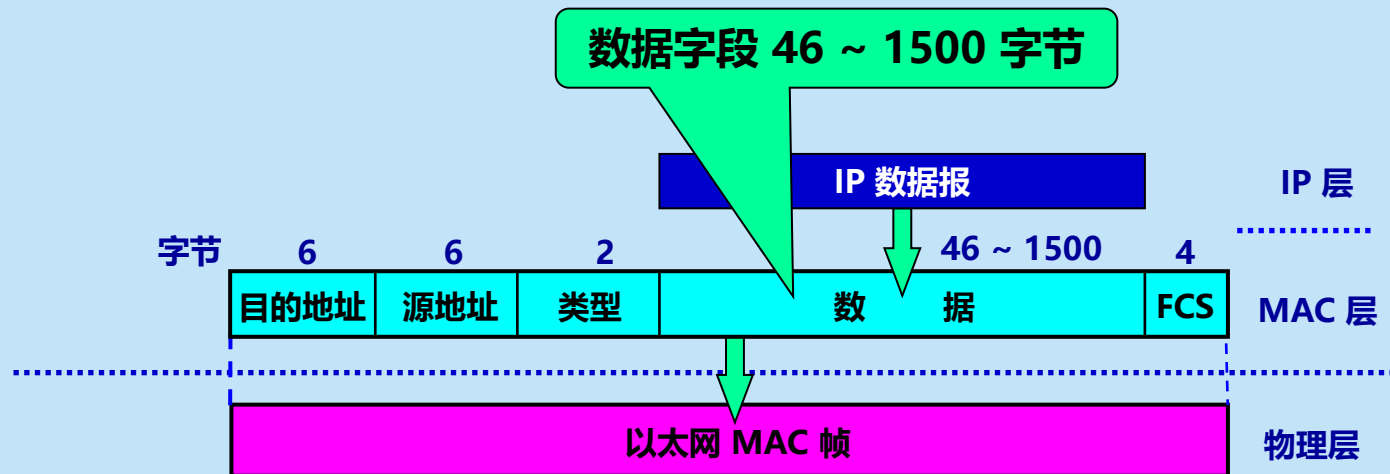 数据字段 46 ~ 1500 字节
IP 数据报
IP 层
字节 6 6 2 46 ~ 1500 4
目的地址 源地址 类型 数 据 FCS MAC 层
以太网 MAC 帧
物理层